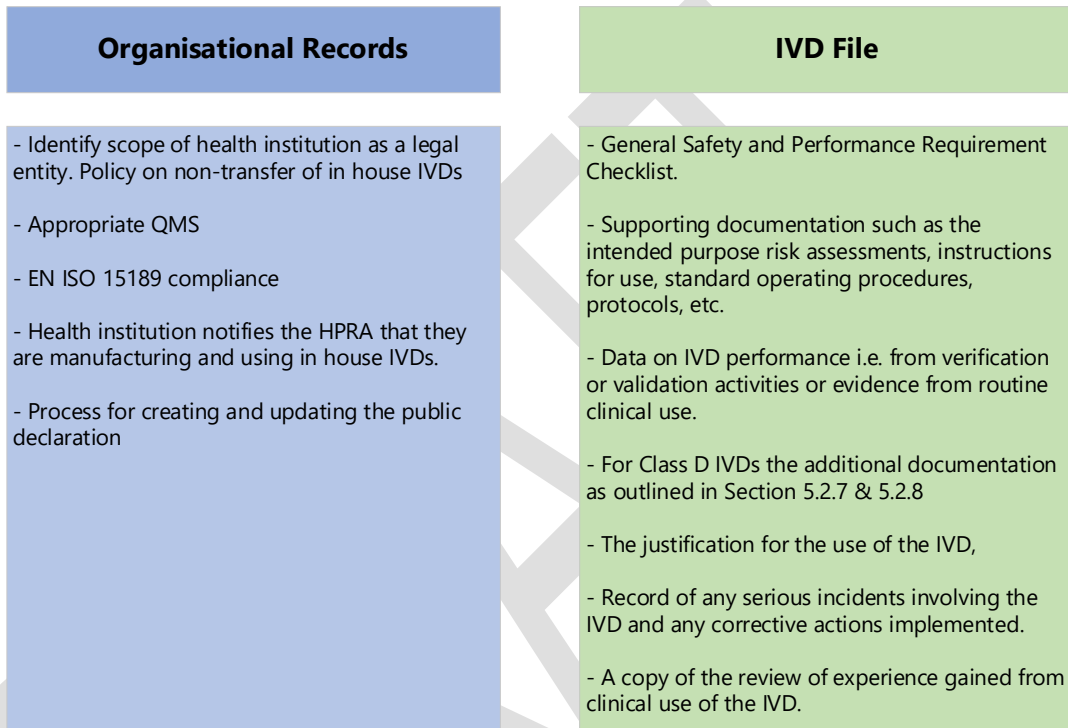 Organisational Records
- Identify scope of health institution as a legal
entity. Policy on non-transfer of in house IVDs
- Appropriate QMS
- EN ISO 15189 compliance
- Health institution notifies the HPRA that they
are manufacturing and using in house IVDs.
- Process for creating and updating the public
declaration
IVD File
- General Safety and Performance Requirement
Checklist.
- Supporting documentation such as the
intended purpose risk assessments, instructions
for use, standard operating procedures,
protocols, etc.
- Data on IVD performance i.e. from verification
or validation activities or evidence from routine
clinical use.
- For Class D IVDs the additional documentation
as outlined in Section 5.2.7 & 5.2.8
- The justification for the use of the IVD,
- Record of any serious incidents involving the
IVD and any corrective actions implemented.
- A copy of the review of experience gained from
clinical use of the IVD.